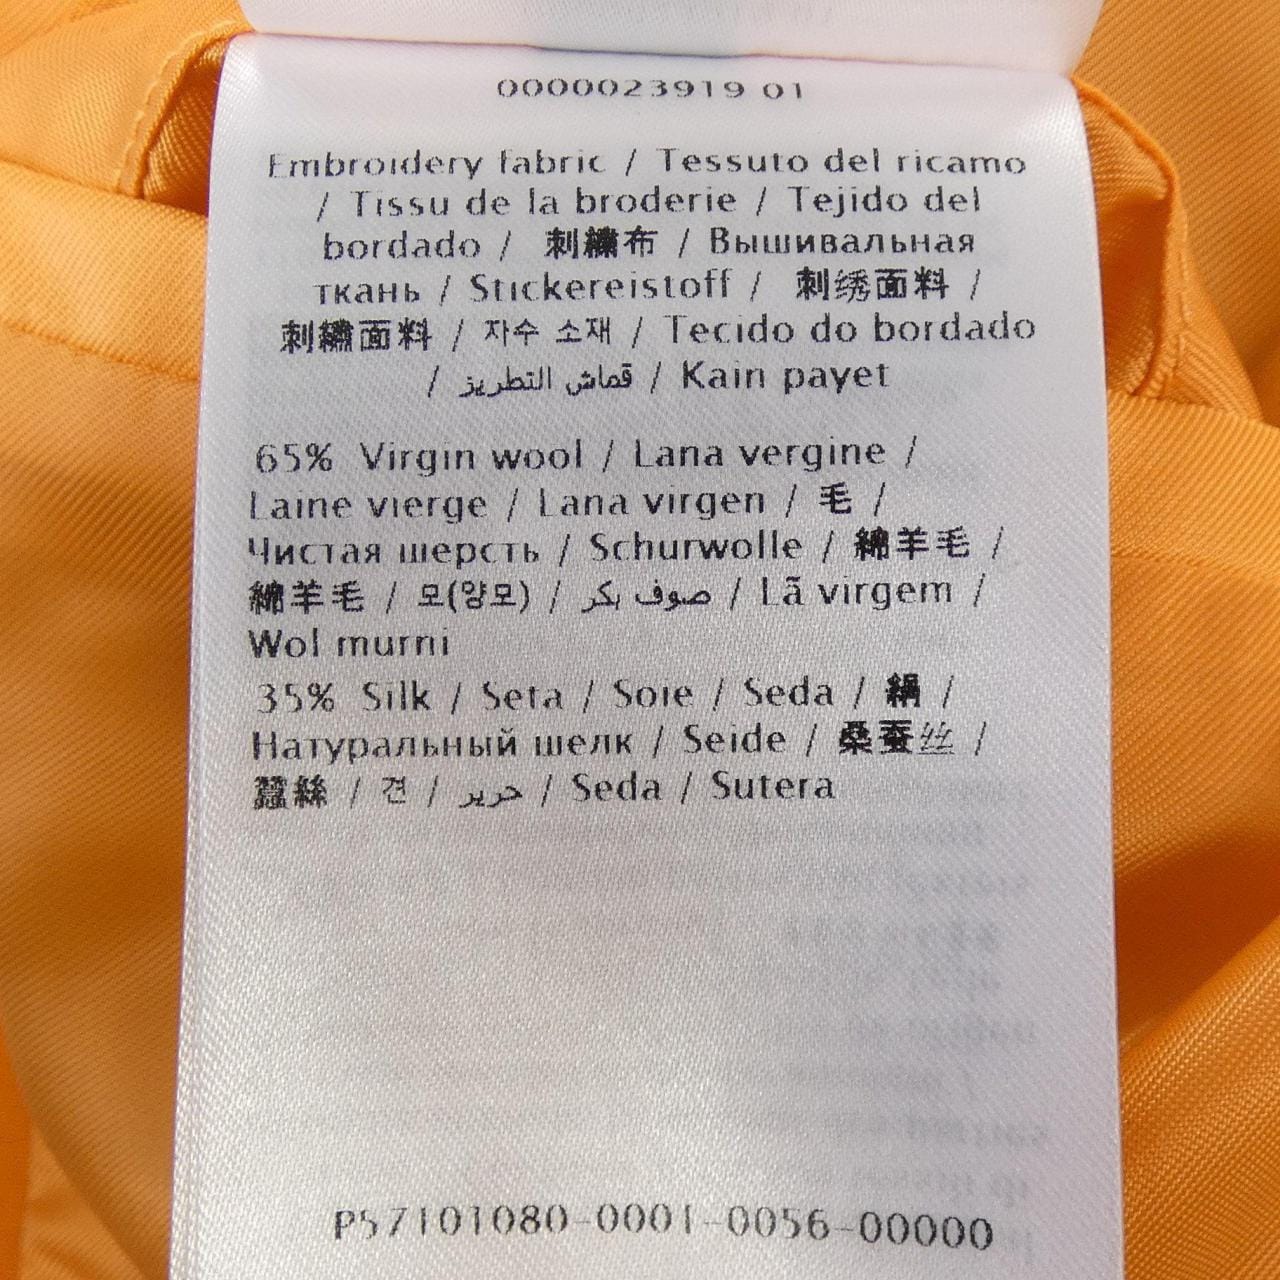 0000023919 01
Embroidery fabric / Tessuto del ricamo
/ Tissu de la broderie / Tejido del
bordado / 刺繍布 / Вышивальная
ткань / Stickereistoff / 刺绣面料 /
刺繡面料 / 자수 소재 / Tecido do bordado
/ قماش التطريز / Kain payet
65% Virgin wool / Lana vergine /
Laine vierge / Lana virgen / 毛 /
Чистая шерсть / Schurwolle / 綿羊毛 /
綿羊毛 / 모(양모) / صوف بكر / Lã virgem /
Wol murni
35% Silk / Seta / Soie / Seda / 絹 /
Натуральный шелк / Seide / 桑蚕丝 /
蠶絲 / 견 / حرير / Seda / Sutera
P57101080-0001-0056-00000